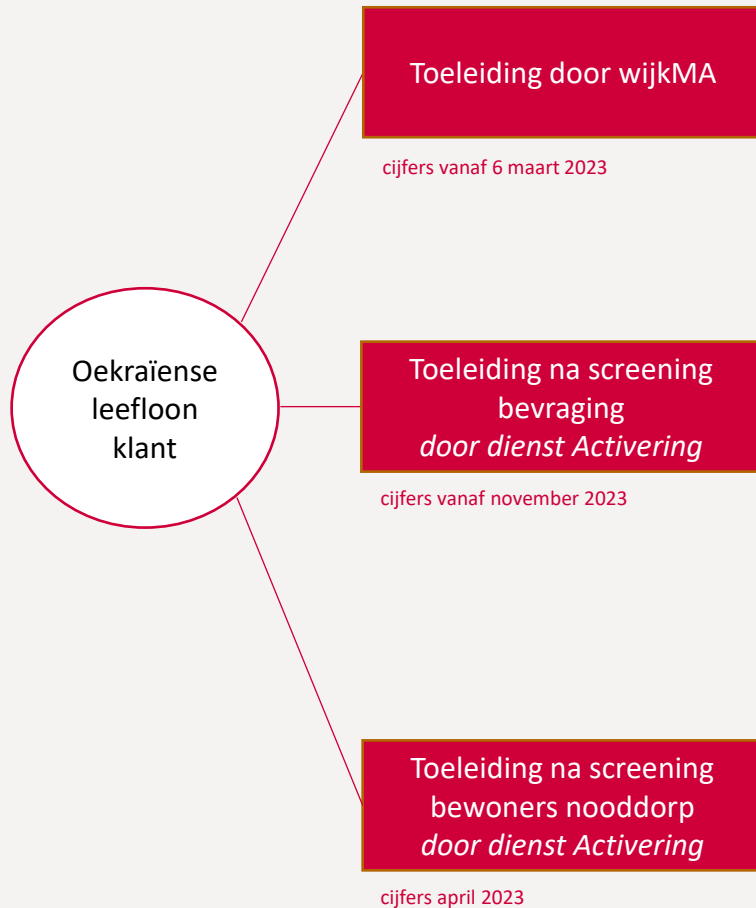 Toeleiding door wijkMA
cijfers vanaf 6 maart 2023
Oekraïense
leefloon
klant
Toeleiding na screening
bevraging
door dienst Activering
cijfers vanaf november 2023
Toeleiding na screening
bewoners nooddorp
door dienst Activering
cijfers april 2023